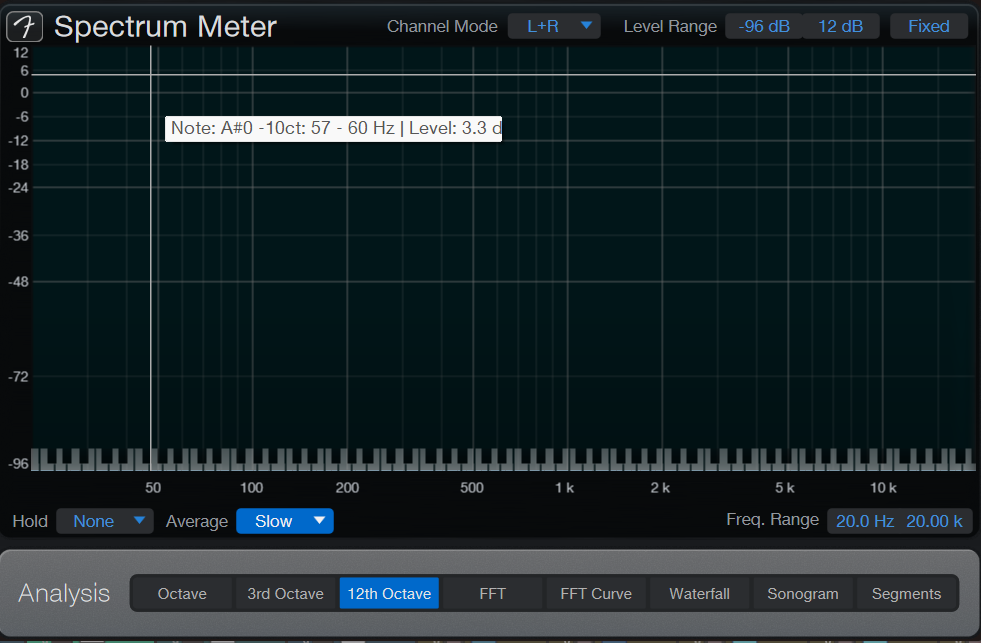 Spectrum Meter Channel Mode L+R Level Range -96 dB 12 dB Fixed
12
6
0
-6
-12
-18
-24
-36
-48
-72
-96
Note: A#0 -10ct: 57 - 60 Hz | Level: 3.3 d
50 100 200 500 1 k 2 k 5 k 10 k
Hold None Average Slow Freq. Range 20.0 Hz 20.00 k
Analysis Octave 3rd Octave 12th Octave FFT FFT Curve Waterfall Sonogram Segments